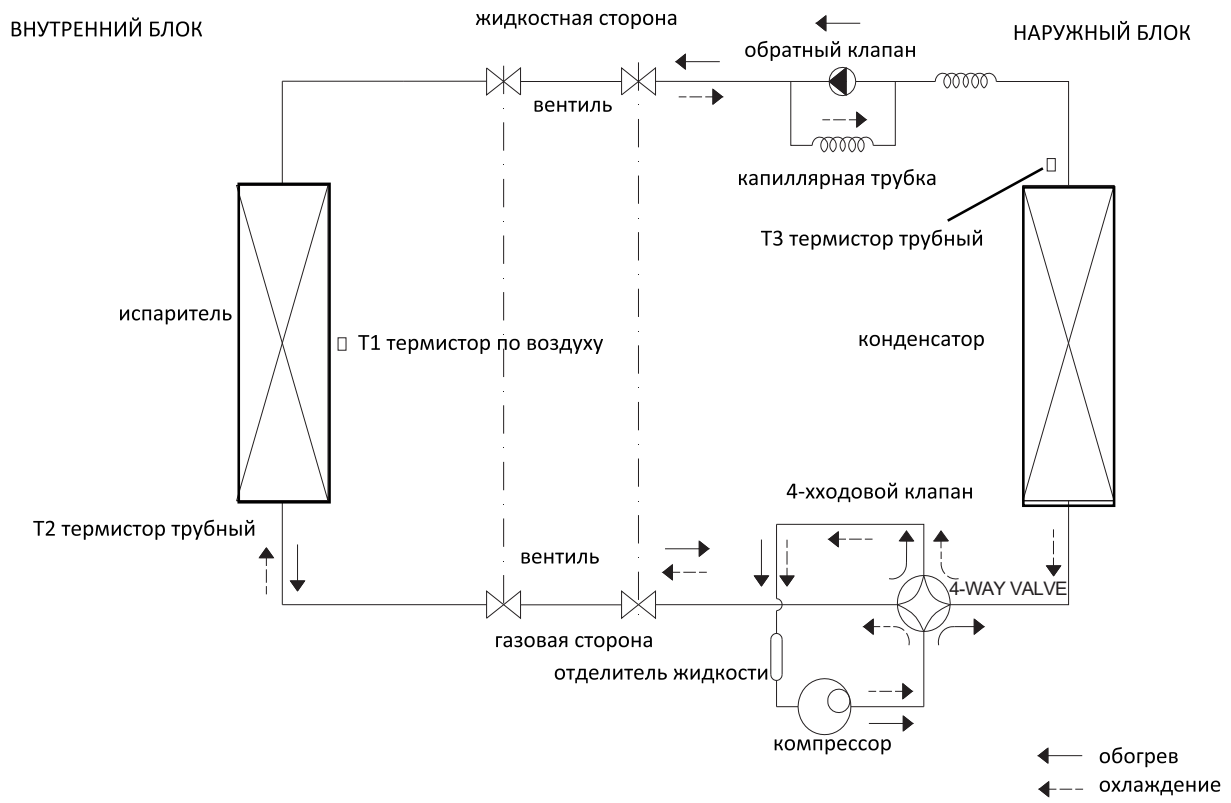 жидкостная сторона
ВНУТРЕННИЙ БЛОК
НАРУЖНЫЙ БЛОК
обратный клапан
вентиль
капиллярная трубка
Т3 термистор трубный
испаритель
Т1 термистор по воздуху
конденсатор
4-хходовой клапан
Т2 термистор трубный
вентиль
4-WAY VALVE
газовая сторона
отделитель жидкости
компрессор
обогрев
охлаждение